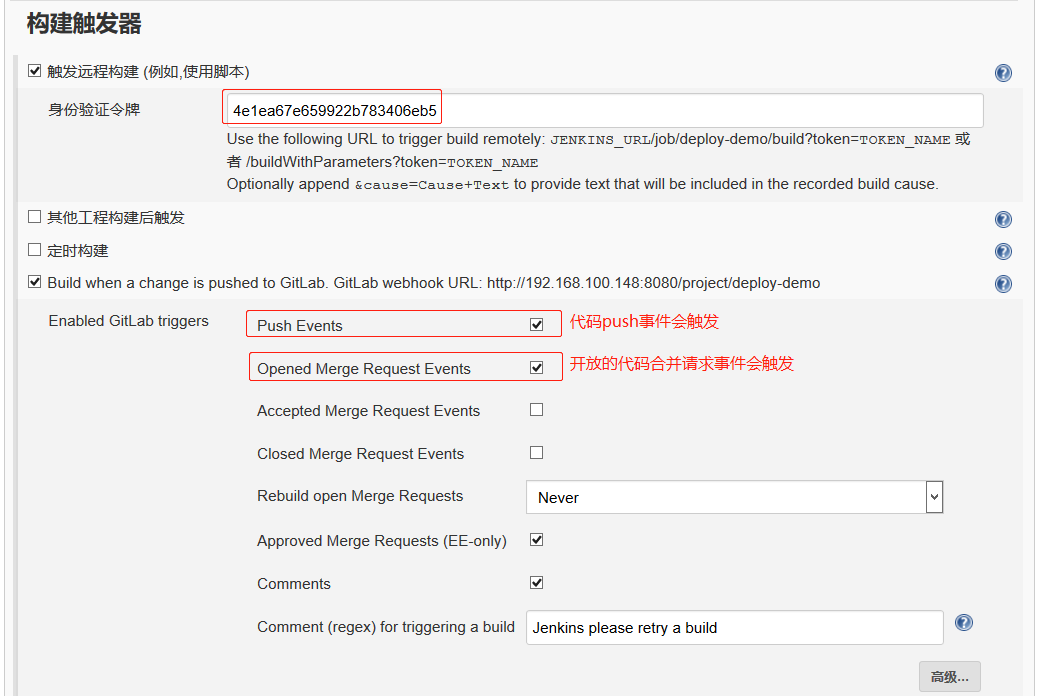 构建触发器
触发远程构建 (例如,使用脚本)
身份验证令牌
4e1ea67e659922b783406eb5
Use the following URL to trigger build remotely: JENKINS_URL/job/deploy-demo/build?token=TOKEN_NAME 或
者 /buildWithParameters?token=TOKEN_NAME
Optionally append &cause=Cause+Text to provide text that will be included in the recorded build cause.
其他工程构建后触发
定时构建
Build when a change is pushed to GitLab. GitLab webhook URL: http://192.168.100.148:8080/project/deploy-demo
Enabled GitLab triggers
Push Events
代码push事件会触发
Opened Merge Request Events
开放的代码合并请求事件会触发
Accepted Merge Request Events
Closed Merge Request Events
Rebuild open Merge Requests
Never
Approved Merge Requests (EE-only)
Comments
Comment (regex) for triggering a build
Jenkins please retry a build
高级...